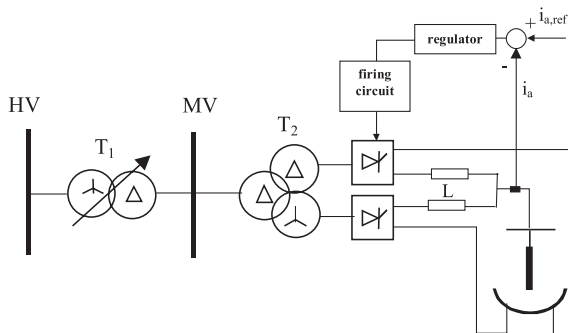 i_a,ref
+
regulator
-
firing
circuit
i_a
HV
MV
T_1
T_2
L